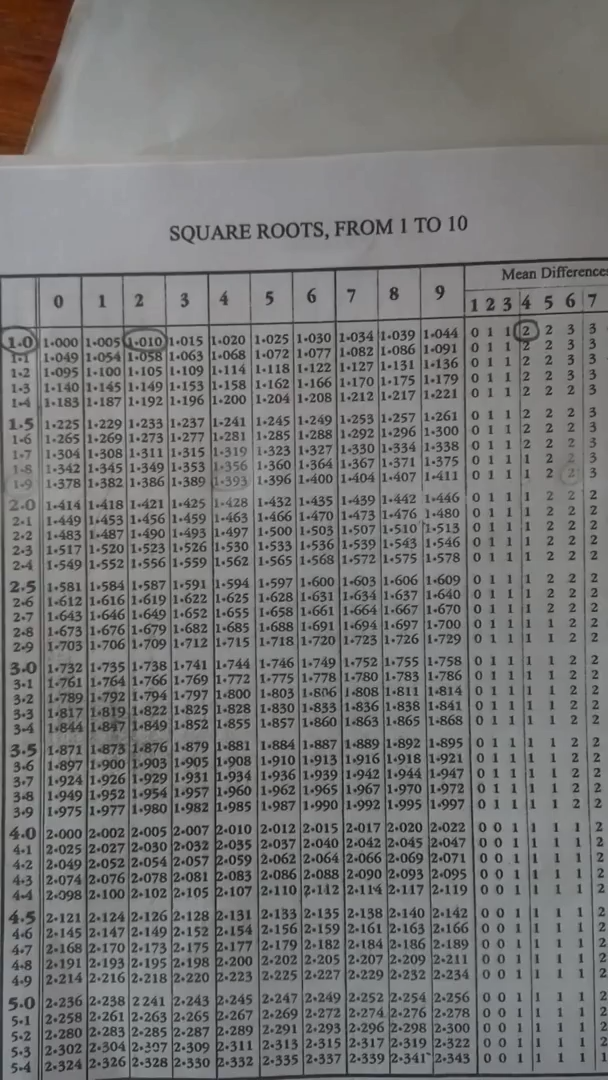 SQUARE ROOTS, FROM 1 TO 10
Mean Differences
0 1 2 3 4 5 6 7 8 9 1 2 3 4 5 6 7
1·0 1·000 1·005 1·010 1·015 1·020 1·025 1·030 1·034 1·039 1·044 0 1 1 2 2 3 3
1·1 1·049 1·054 1·058 1·063 1·068 1·072 1·077 1·082 1·086 1·091 0 1 1 2 2 3 3
1·2 1·095 1·100 1·105 1·109 1·114 1·118 1·122 1·127 1·131 1·136 0 1 1 2 2 3 3
1·3 1·140 1·145 1·149 1·153 1·158 1·162 1·166 1·170 1·175 1·179 0 1 1 2 2 3 3
1·4 1·183 1·187 1·192 1·196 1·200 1·204 1·208 1·212 1·217 1·221 0 1 1 2 2 2 3
1·5 1·225 1·229 1·233 1·237 1·241 1·245 1·249 1·253 1·257 1·261 0 1 1 2 2 2 3
1·6 1·265 1·269 1·273 1·277 1·281 1·285 1·288 1·292 1·296 1·300 0 1 1 2 2 2 3
1·7 1·304 1·308 1·311 1·315 1·319 1·323 1·327 1·330 1·334 1·338 0 1 1 2 2 2 3
1·8 1·342 1·345 1·349 1·353 1·356 1·360 1·364 1·367 1·371 1·375 0 1 1 1 2 2 3
1·9 1·378 1·382 1·386 1·389 1·393 1·396 1·400 1·404 1·407 1·411 0 1 1 1 2 2 3
2·0 1·414 1·418 1·421 1·425 1·428 1·432 1·435 1·439 1·442 1·446 0 1 1 1 2 2 2
2·1 1·449 1·453 1·456 1·459 1·463 1·466 1·470 1·473 1·476 1·480 0 1 1 1 2 2 2
2·2 1·483 1·487 1·490 1·493 1·497 1·500 1·503 1·507 1·510 1·513 0 1 1 1 2 2 2
2·3 1·517 1·520 1·523 1·526 1·530 1·533 1·536 1·539 1·543 1·546 0 1 1 1 2 2 2
2·4 1·549 1·552 1·556 1·559 1·562 1·565 1·568 1·572 1·575 1·578 0 1 1 1 2 2 2
2·5 1·581 1·584 1·587 1·591 1·594 1·597 1·600 1·603 1·606 1·609 0 1 1 1 2 2 2
2·6 1·612 1·616 1·619 1·622 1·625 1·628 1·631 1·634 1·637 1·640 0 1 1 1 2 2 2
2·7 1·643 1·646 1·649 1·652 1·655 1·658 1·661 1·664 1·667 1·670 0 1 1 1 2 2 2
2·8 1·673 1·676 1·679 1·682 1·685 1·688 1·691 1·694 1·697 1·700 0 1 1 1 1 2 2
2·9 1·703 1·706 1·709 1·712 1·715 1·718 1·720 1·723 1·726 1·729 0 1 1 1 1 2 2
3·0 1·732 1·735 1·738 1·741 1·744 1·746 1·749 1·752 1·755 1·758 0 1 1 1 1 2 2
3·1 1·761 1·764 1·766 1·769 1·772 1·775 1·778 1·780 1·783 1·786 0 1 1 1 1 2 2
3·2 1·789 1·792 1·794 1·797 1·800 1·803 1·806 1·808 1·811 1·814 0 1 1 1 1 2 2
3·3 1·817 1·819 1·822 1·825 1·828 1·830 1·833 1·836 1·838 1·841 0 1 1 1 1 2 2
3·4 1·844 1·847 1·849 1·852 1·855 1·857 1·860 1·863 1·865 1·868 0 1 1 1 1 2 2
3·5 1·871 1·873 1·876 1·879 1·881 1·884 1·887 1·889 1·892 1·895 0 1 1 1 1 2 2
3·6 1·897 1·900 1·903 1·905 1·908 1·910 1·913 1·916 1·918 1·921 0 1 1 1 1 2 2
3·7 1·924 1·926 1·929 1·931 1·934 1·936 1·939 1·942 1·944 1·947 0 1 1 1 1 2 2
3·8 1·949 1·952 1·954 1·957 1·960 1·962 1·965 1·967 1·970 1·972 0 1 1 1 1 2 2
3·9 1·975 1·977 1·980 1·982 1·985 1·987 1·990 1·992 1·995 1·997 0 1 1 1 1 2 2
4·0 2·000 2·002 2·005 2·007 2·010 2·012 2·015 2·017 2·020 2·022 0 0 1 1 1 1 2
4·1 2·025 2·027 2·030 2·032 2·035 2·037 2·040 2·042 2·045 2·047 0 0 1 1 1 1 2
4·2 2·049 2·052 2·054 2·057 2·059 2·062 2·064 2·066 2·069 2·071 0 0 1 1 1 1 2
4·3 2·074 2·076 2·078 2·081 2·083 2·086 2·088 2·090 2·093 2·095 0 0 1 1 1 1 2
4·4 2·098 2·100 2·102 2·105 2·107 2·110 2·112 2·114 2·117 2·119 0 0 1 1 1 1 2
4·5 2·121 2·124 2·126 2·128 2·131 2·133 2·135 2·138 2·140 2·142 0 0 1 1 1 1 2
4·6 2·145 2·147 2·149 2·152 2·154 2·156 2·159 2·161 2·163 2·166 0 0 1 1 1 1 2
4·7 2·168 2·170 2·173 2·175 2·177 2·179 2·182 2·184 2·186 2·189 0 0 1 1 1 1 2
4·8 2·191 2·193 2·195 2·198 2·200 2·202 2·205 2·207 2·209 2·211 0 0 1 1 1 1 2
4·9 2·214 2·216 2·218 2·220 2·223 2·225 2·227 2·229 2·232 2·234 0 0 1 1 1 1 2
5·0 2·236 2·238 2 241 2·243 2·245 2·247 2·249 2·252 2·254 2·256 0 0 1 1 1 1 2
5·1 2·258 2·261 2·263 2·265 2·267 2·269 2·272 2·274 2·276 2·278 0 0 1 1 1 1 2
5·2 2·280 2·283 2·285 2·287 2·289 2·291 2·293 2·296 2·298 2·300 0 0 1 1 1 1 2
5·3 2·302 2·304 2·307 2·309 2·311 2·313 2·315 2·317 2·319 2·322 0 0 1 1 1 1 2
5·4 2·324 2·326 2·328 2·330 2·332 2·335 2·337 2·339 2·341 2·343 0 0 1 1 1 1 1